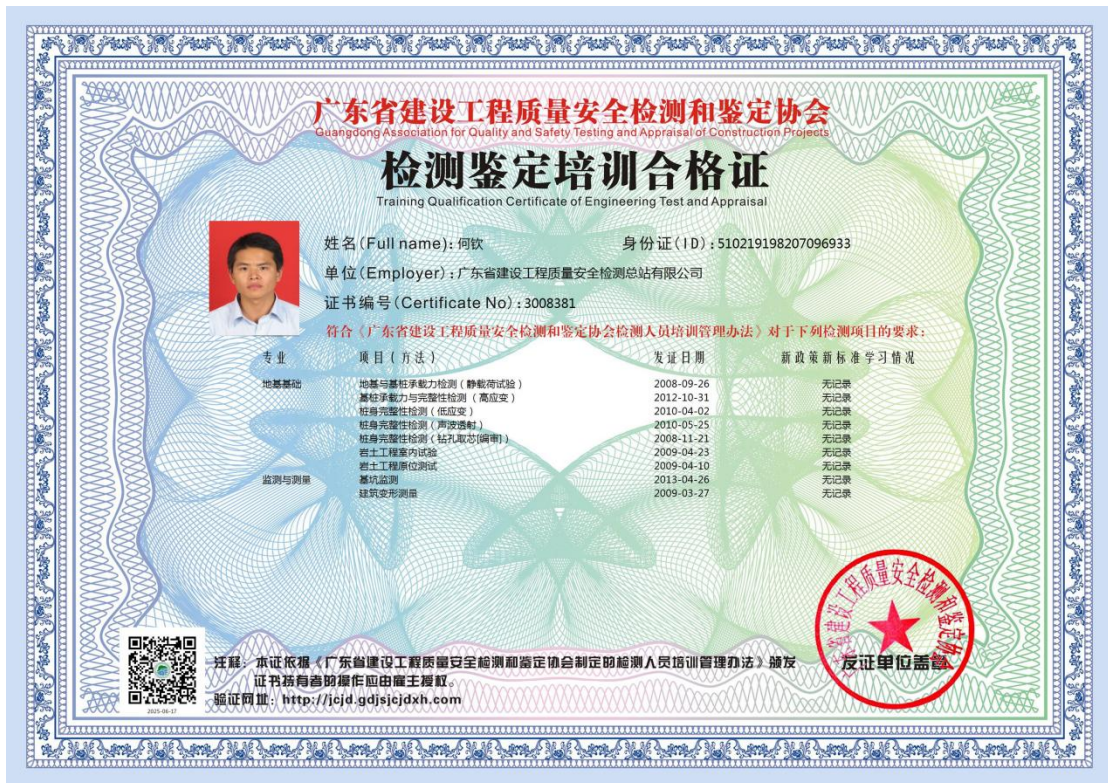 广东省建设工程质量安全检测和鉴定协会
Guangdong Association for Quality and Safety Testing and Appraisal of Construction Projects
检测鉴定培训合格证
Training Qualification Certificate of Engineering Test and Appraisal
姓名(Full name): 何钦 身份证(ID): 510219198207096933
单位(Employer): 广东省建设工程质量安全检测总站有限公司
证书编号(Certificate No): 3008381
符合《广东省建设工程质量安全检测和鉴定协会检测人员培训管理办法》对于下列检测项目的要求:
专业 项目(方法) 发证日期 新政策新标准学习情况
地基基础 地基与基桩承载力检测(静载荷试验) 2008-09-26 无记录
基桩承载力与完整性检测(高应变) 2012-10-31 无记录
桩身完整性检测(低应变) 2010-04-02 无记录
桩身完整性检测(声波透射) 2010-05-25 无记录
桩身完整性检测(钻孔取芯[编审]) 2008-11-21 无记录
岩土工程室内试验 2009-04-23 无记录
岩土工程原位测试 2009-04-10 无记录
监测与测量 基坑监测 2013-04-26 无记录
建筑变形测量 2009-03-27 无记录
广东省建设工程质量安全检测和鉴定协会
发证单位盖章
注释: 本证依据《广东省建设工程质量安全检测和鉴定协会制定的检测人员培训管理办法》颁发
证书持有者的操作应由雇主授权。
验证网址: http://jcjd.gdjsjcjdxh.com
2025-06-17